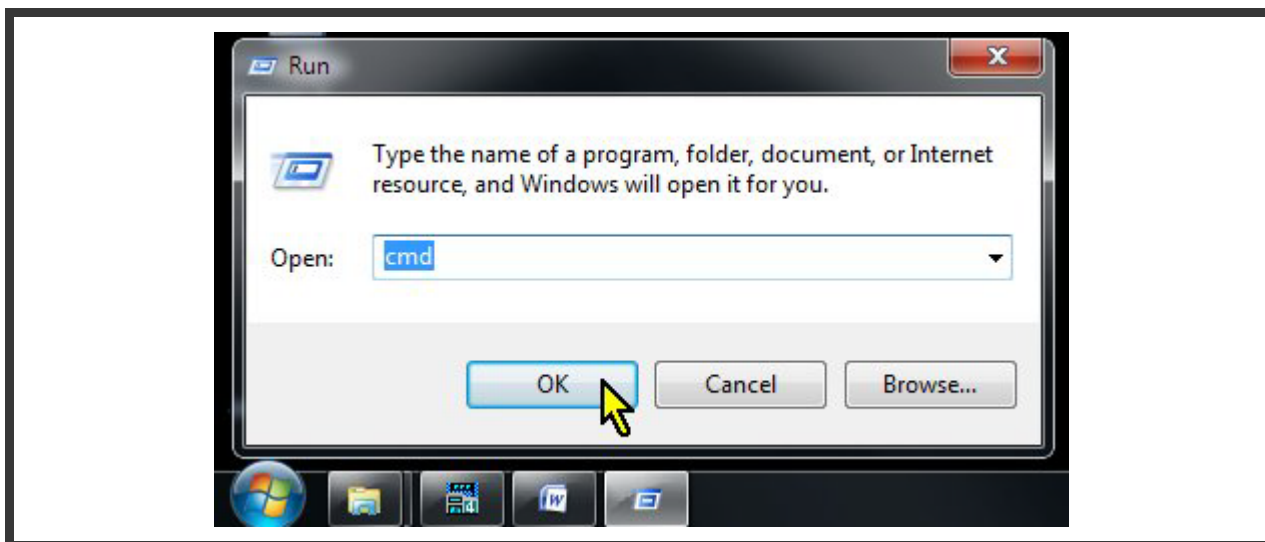 Run
Type the name of a program, folder, document, or Internet
resource, and Windows will open it for you.
Open: cmd
OK Cancel Browse...